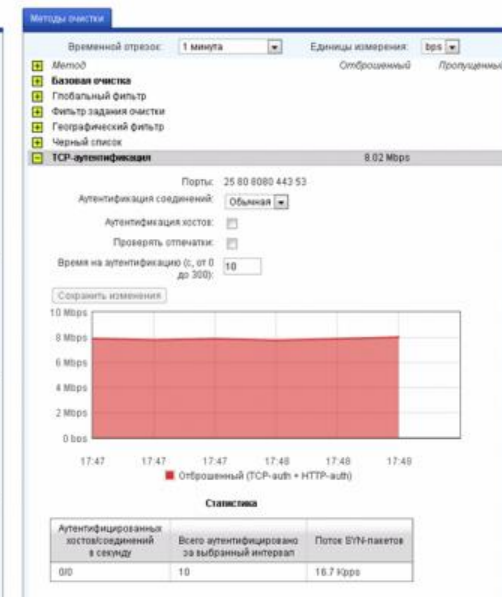 Методы очистки
Временной отрезок: 1 минута Единицы измерения: bps
Метод Отброшенный Пропущенный
Базовая очистка
Глобальный фильтр
Фильтр задания очистки
Географический фильтр
Черный список
TCP-аутентификация 8.02 Mbps
Порты: 25 80 8080 443 53
Аутентификация соединений: Обычная
Аутентификация хостов:
Проверять отпечатки:
Время на аутентификацию (с, от 0
до 300): 10
Сохранить изменения
10 Mbps
8 Mbps
6 Mbps
4 Mbps
2 Mbps
0 bps
17:47 17:47 17:47 17:48 17:48 17:48
Отброшенный (TCP-auth + HTTP-auth)
Статистика
Аутентифицированных
хостов/соединений
в секунду
Всего аутентифицировано
за выбранный интервал
Поток SYN-пакетов
0/0 10 16.7 Kpps